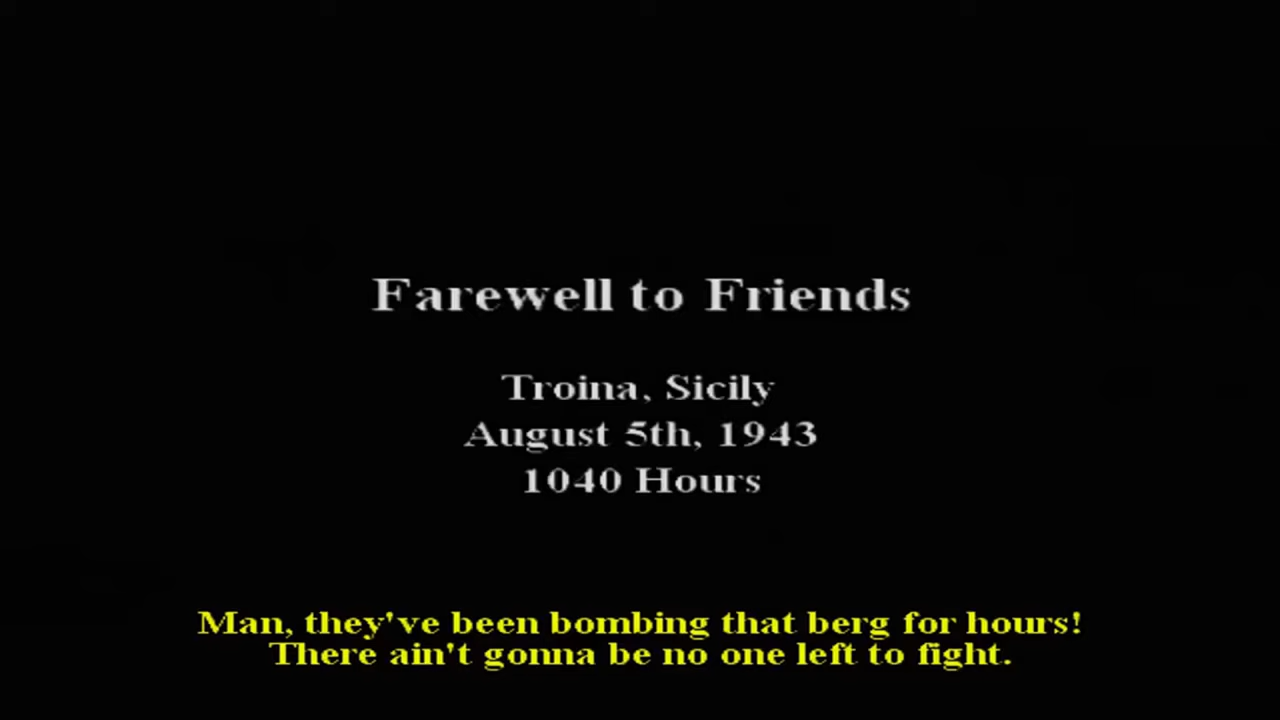 Farewell to Friends
Troina, Sicily
August 5th, 1943
1040 Hours
Man, they've been bombing that berg for hours!
There ain't gonna be no one left to fight.